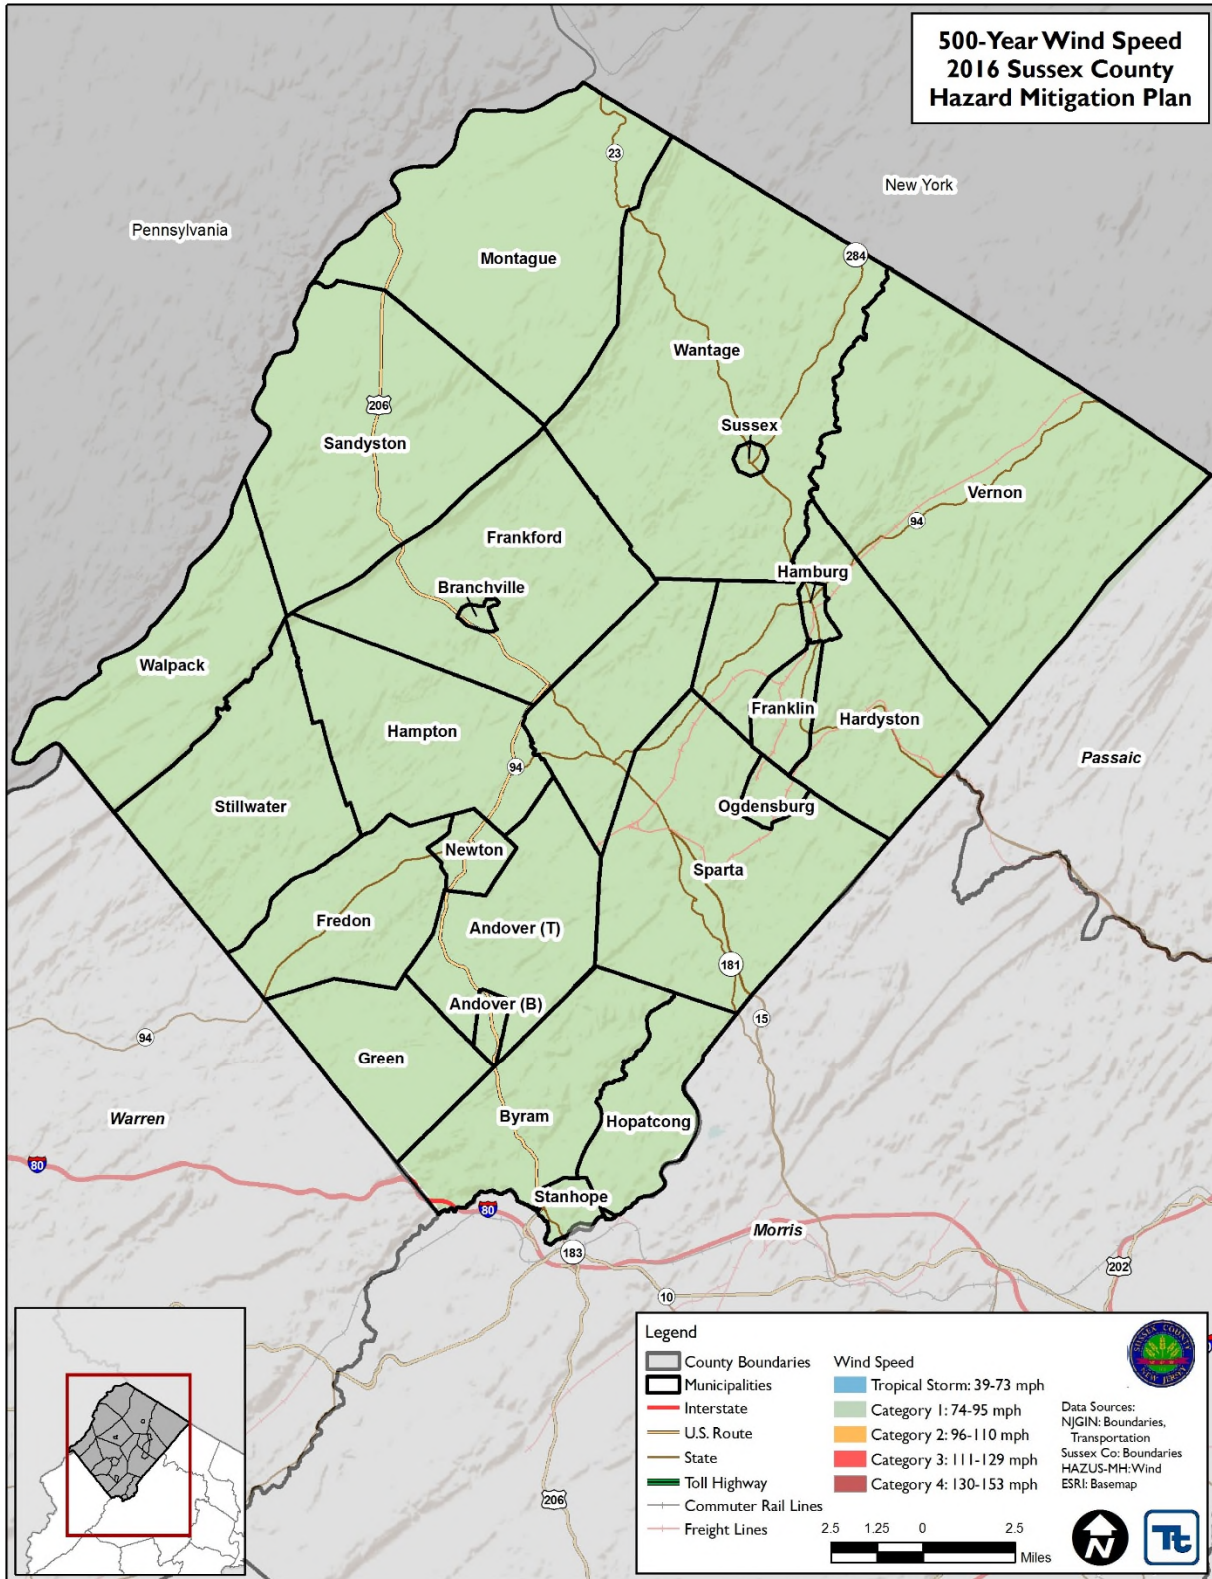 500-Year Wind Speed
2016 Sussex County
Hazard Mitigation Plan
23
New York
Pennsylvania
284
Montague
Wantage
206
Sussex
Sandyston
Vernon
94
Frankford
Hamburg
Branchville
Walpack
Franklin
Hardyston
Hampton
Passaic
94
Stillwater
Ogdensburg
Newton
Sparta
Fredon
Andover (T)
181
Andover (B)
15
94
Green
Byram
Hopatcong
Warren
80
Stanhope
80
Morris
183
202
10
206
Legend
County Boundaries
Municipalities
Interstate
U.S. Route
State
Toll Highway
Commuter Rail Lines
Freight Lines
Wind Speed
Tropical Storm: 39-73 mph
Category 1: 74-95 mph
Category 2: 96-110 mph
Category 3: 111-129 mph
Category 4: 130-153 mph
2.5 1.25 0 2.5
Miles
SUSSEX COUNTY
NEW JERSEY
Data Sources:
NJGIN: Boundaries,
Transportation
Sussex Co: Boundaries
HAZUS-MH: Wind
ESRI: Basemap
N
Tt